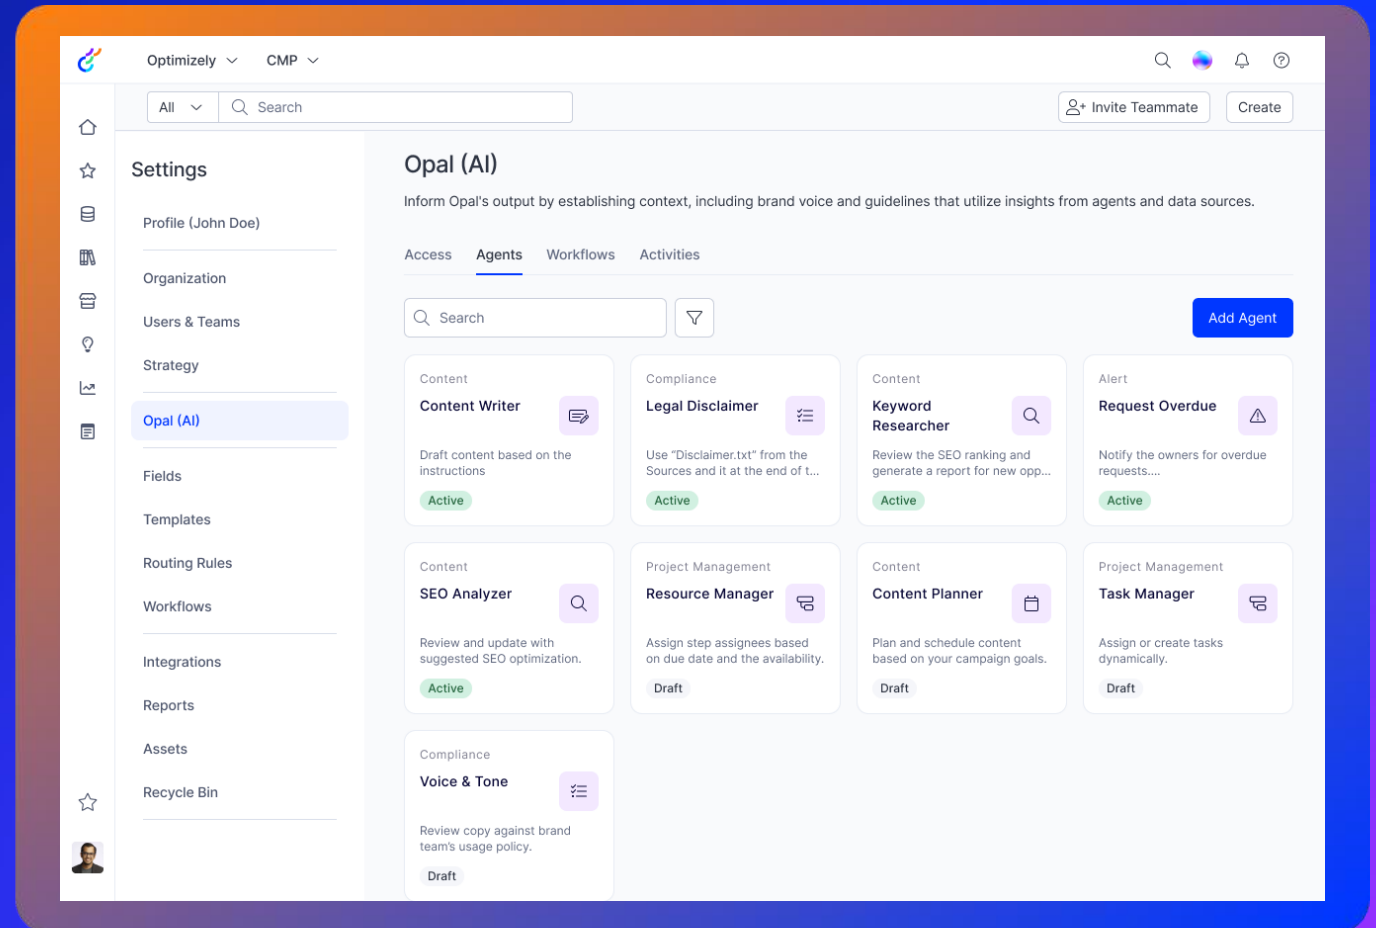 Optimizely
CMP
All
Search
Invite Teammate
Create
Settings
Profile (John Doe)
Organization
Users & Teams
Strategy
Opal (AI)
Fields
Templates
Routing Rules
Workflows
Integrations
Reports
Assets
Recycle Bin
Opal (AI)
Inform Opal's output by establishing context, including brand voice and guidelines that utilize insights from agents and data sources.
Access
Agents
Workflows
Activities
Search
Add Agent
Content
Content Writer
Draft content based on the
instructions
Active
Compliance
Legal Disclaimer
Use “Disclaimer.txt” from the
Sources and it at the end of t...
Active
Content
Keyword
Researcher
Review the SEO ranking and
generate a report for new opp...
Active
Alert
Request Overdue
Notify the owners for overdue
requests....
Active
Content
SEO Analyzer
Review and update with
suggested SEO optimization.
Active
Project Management
Resource Manager
Assign step assignees based
on due date and the availability.
Draft
Content
Content Planner
Plan and schedule content
based on your campaign goals.
Draft
Project Management
Task Manager
Assign or create tasks
dynamically.
Draft
Compliance
Voice & Tone
Review copy against brand
team's usage policy.
Draft